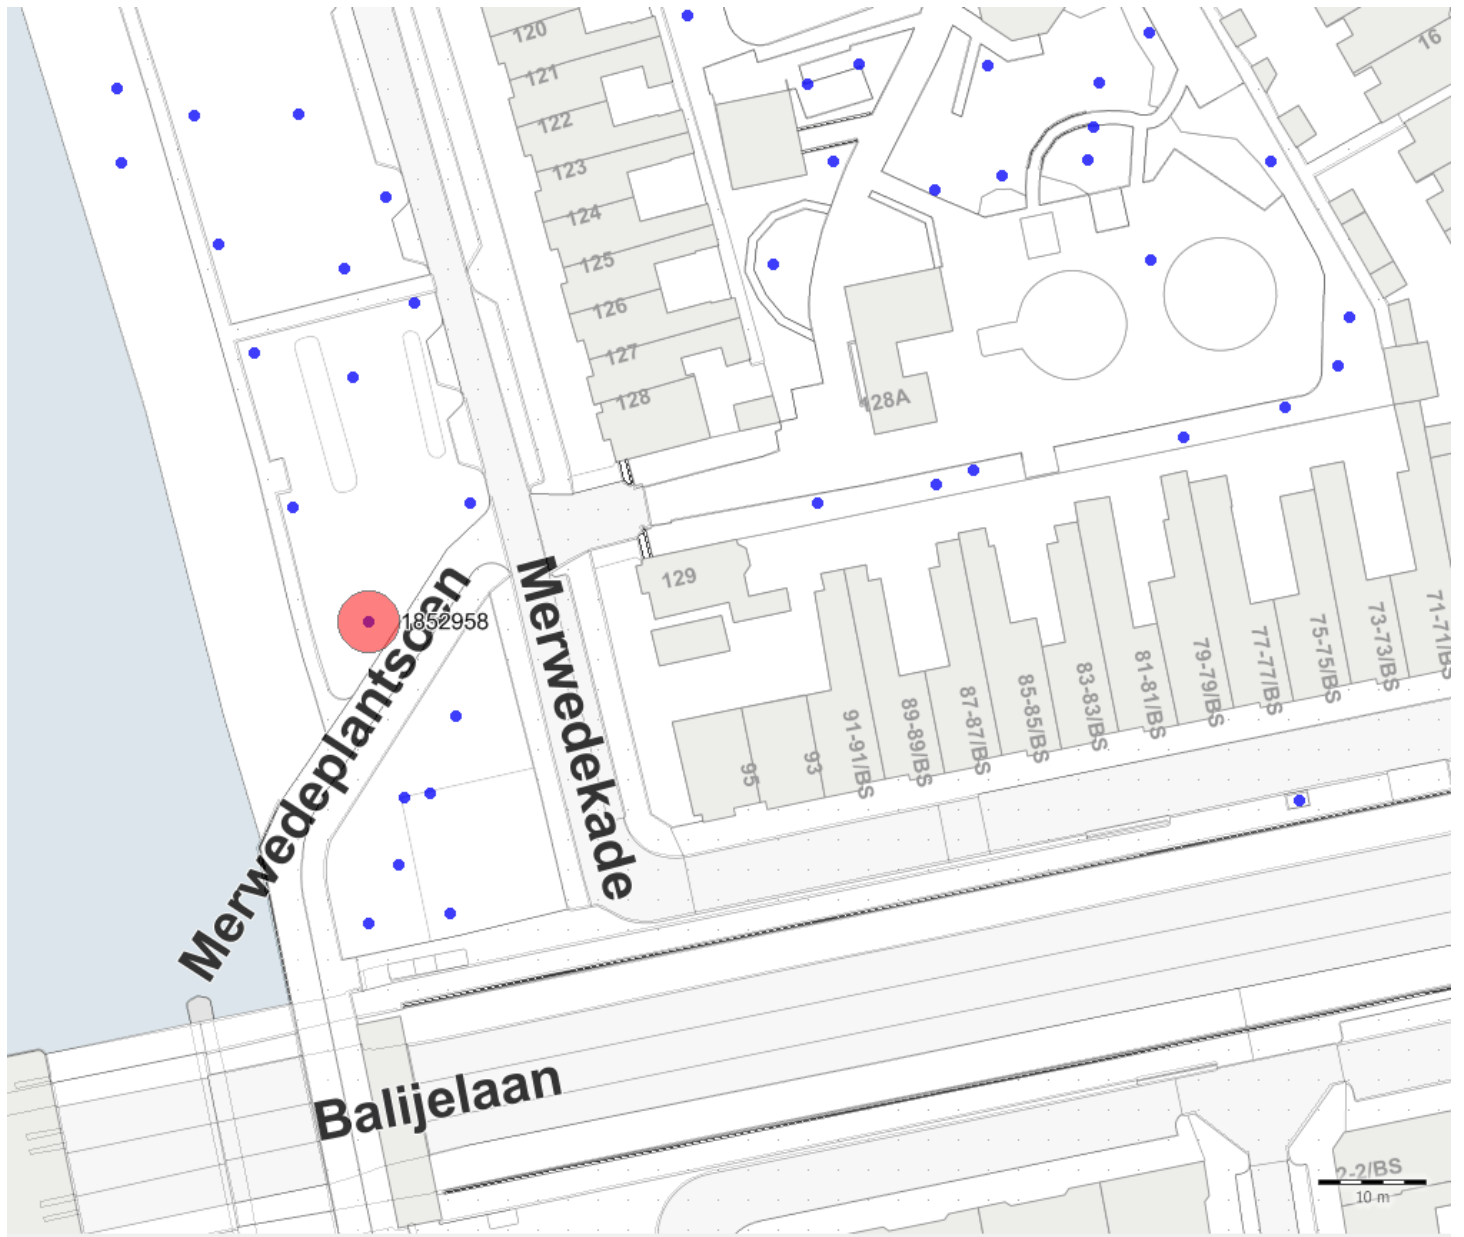 120
121
122
123
124
125
126
127
128
16
128A
129
1852958
Merwedeplantsoen
Merwedekade
95
93
91-91/BS
89-89/BS
87-87/BS
85-85/BS
83-83/BS
81-81/BS
79-79/BS
77-77/BS
75-75/BS
73-73/BS
71-71/BS
Balijelaan
2-2/BS
10 m